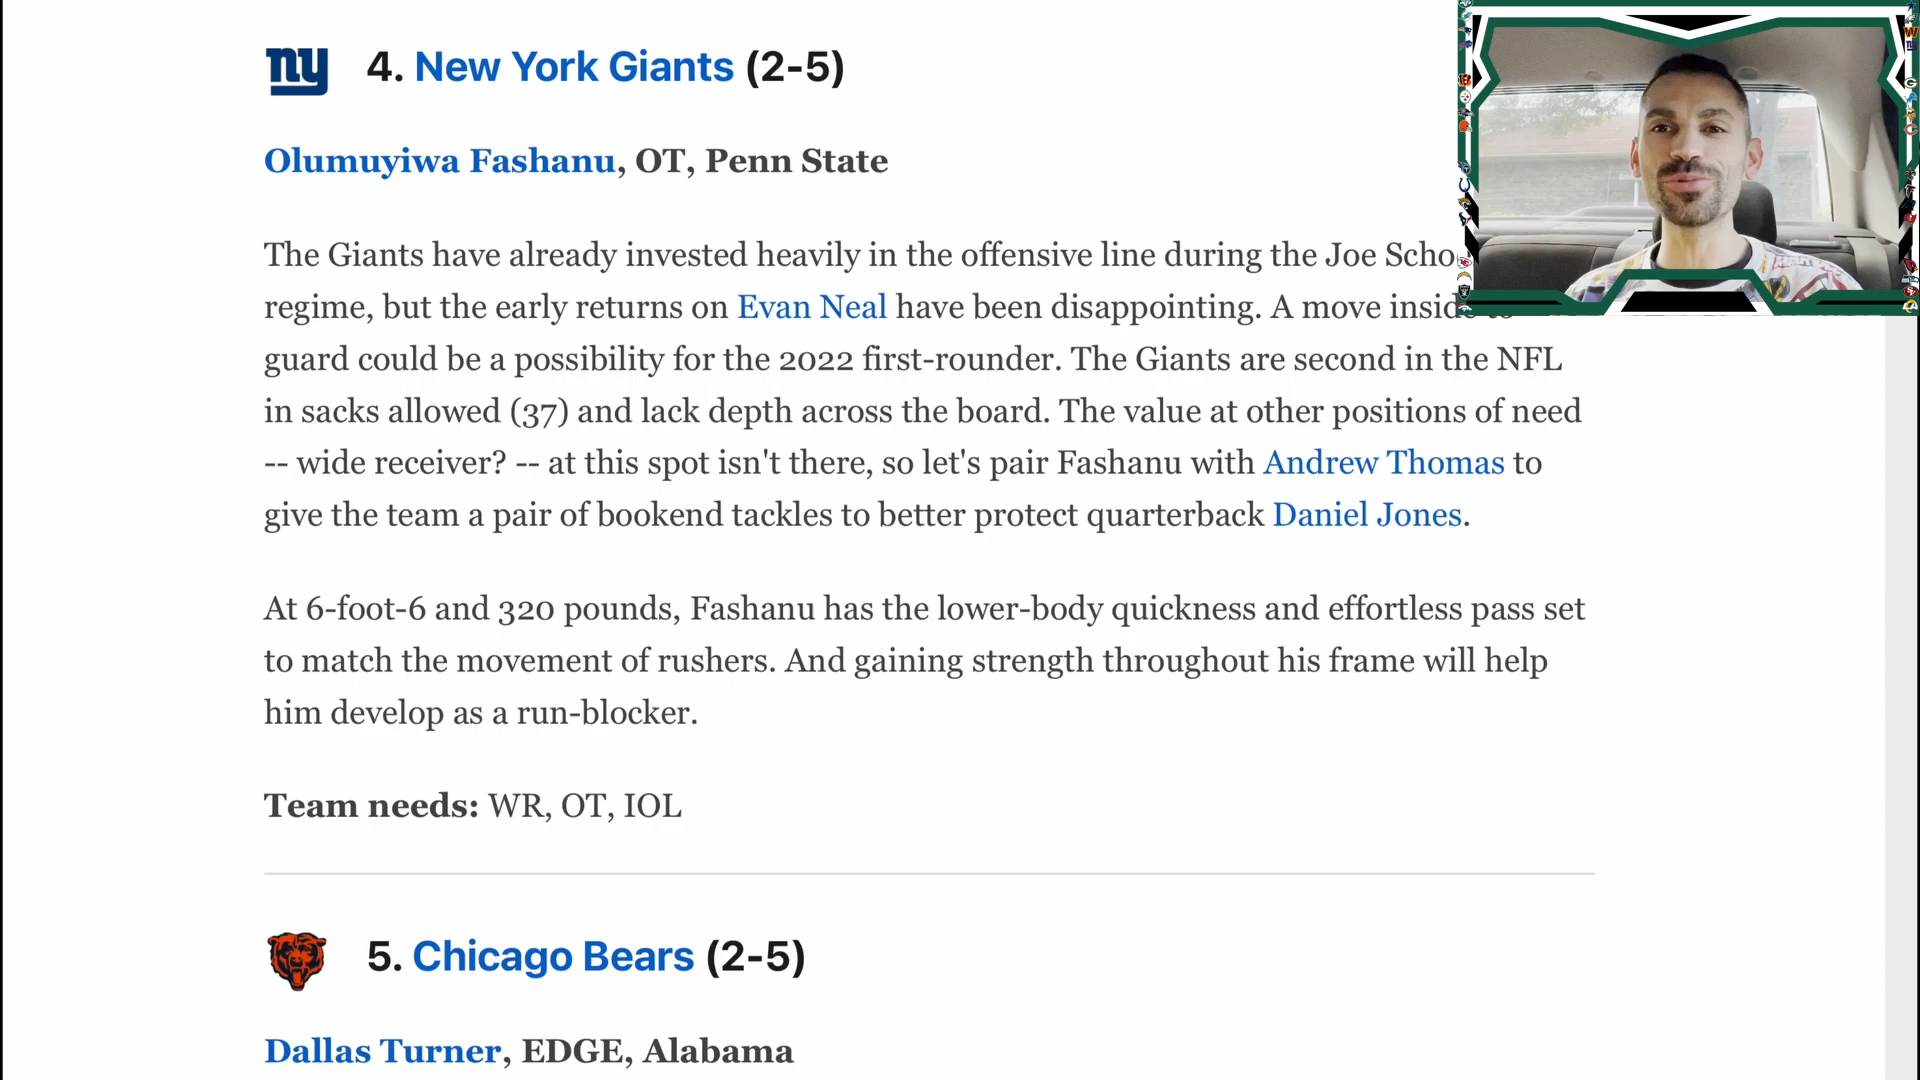 ny 4. New York Giants (2-5)
Olumuyiwa Fashanu, OT, Penn State
The Giants have already invested heavily in the offensive line during the Joe
regime, but the early returns on Evan Neal have been disappointing. A move inside to
guard could be a possibility for the 2022 first-rounder. The Giants are second in the NFL
in sacks allowed (37) and lack depth across the board. The value at other positions of need
-- wide receiver? -- at this spot isn't there, so let's pair Fashanu with Andrew Thomas to
give the team a pair of bookend tackles to better protect quarterback Daniel Jones.
At 6-foot-6 and 320 pounds, Fashanu has the lower-body quickness and effortless pass set
to match the movement of rushers. And gaining strength throughout his frame will help
him develop as a run-blocker.
Team needs: WR, OT, IOL
5. Chicago Bears (2-5)
Dallas Turner, EDGE, Alabama